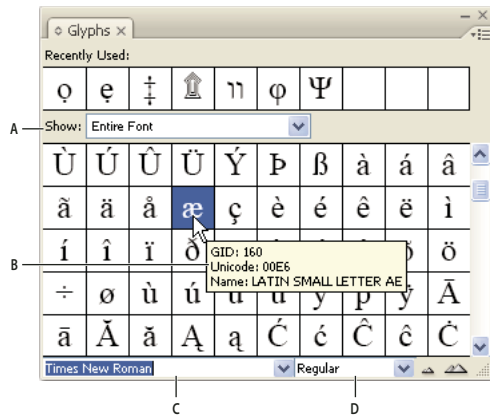 Glyphs ×
Recently Used:
ọ ẹ ‡ ۩ װ φ Ψ
A
Show: Entire Font
Ù Ú Û Ü Ý Þ ß à á â
ã ä å æ ç è é ê ë ì
í î ï ð ö
B
GID: 160
Unicode: 00E6
Name: LATIN SMALL LETTER AE
÷ ø ù ú û ü ý þ ÿ Ā
ā Ă ă Ą ą Ć ć Ĉ ĉ Ċ
Times New Roman Regular
C D